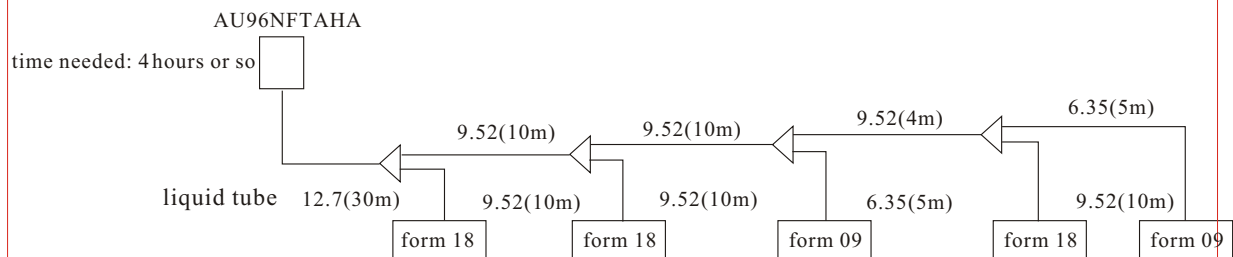 AU96NFTAHA
time needed: 4hours or so
6.35(5m)
9.52(10m)
9.52(10m)
9.52(4m)
liquid tube
12.7(30m)
9.52(10m)
9.52(10m)
6.35(5m)
9.52(10m)
form 18
form 18
form 09
form 18
form 09